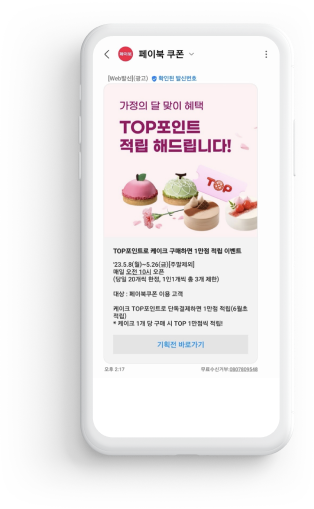 페이북
페이북 쿠폰
[Web발신](광고) 확인된 발신번호
가정의 달 맞이 혜택
TOP포인트
적립 해드립니다!
TOP
TOP포인트로 케이크 구매하면 1만점 적립 이벤트
'23.5.8(월)~5.26(금)[주말제외]
매일 오전 10시 오픈
(당일 20개씩 한정, 1인1개씩 총 3개 제한)
대상 : 페이북쿠폰 이용 고객
케이크 TOP포인트로 단독결제하면 1만점 적립(6월초
적립)
* 케이크 1개 당 구매 시 TOP 1만점씩 적립!
기획전 바로가기
오후 2:17
무료수신거부:0807809548